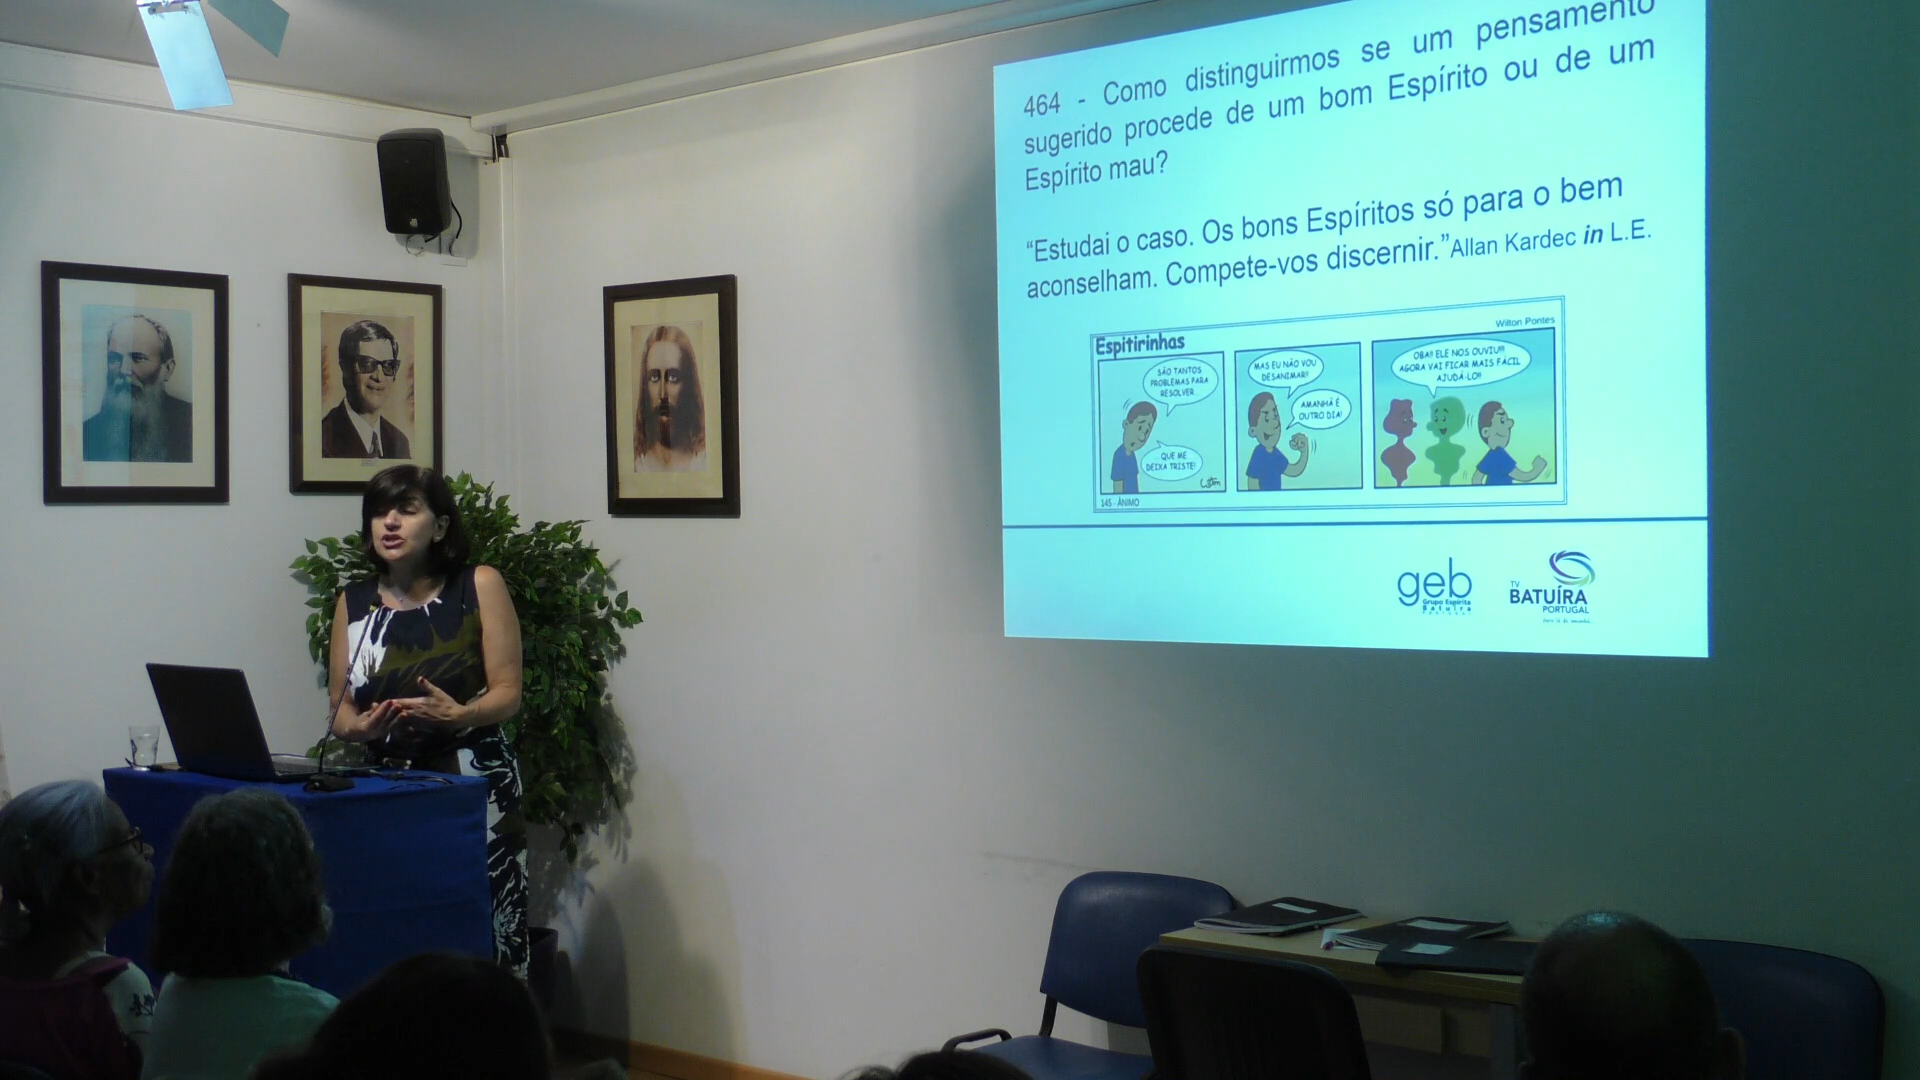 464 - Como distinguirmos se um pensamento
sugerido procede de um bom Espírito ou de um
Espírito mau?
“Estudai o caso. Os bons Espíritos só para o bem
aconselham. Compete-vos discernir.”Allan Kardec in L.E.
Espitirinhas
Wilton Pontes
SÃO TANTOS
PROBLEMAS PARA
RESOLVER
QUE ME
DEIXA TRISTE!
MAS EU NÃO VOU
DESANIMAR!!
AMANHÃ É
OUTRO DIA!
OBA!! ELE NOS OUVIU!!!
AGORA VAI FICAR MAIS FÁCIL
AJUDÁ-LO!!
145 - ÂNIMO
geb
Grupo Espírita
Batuíra
TV
BATUÍRA
PORTUGAL